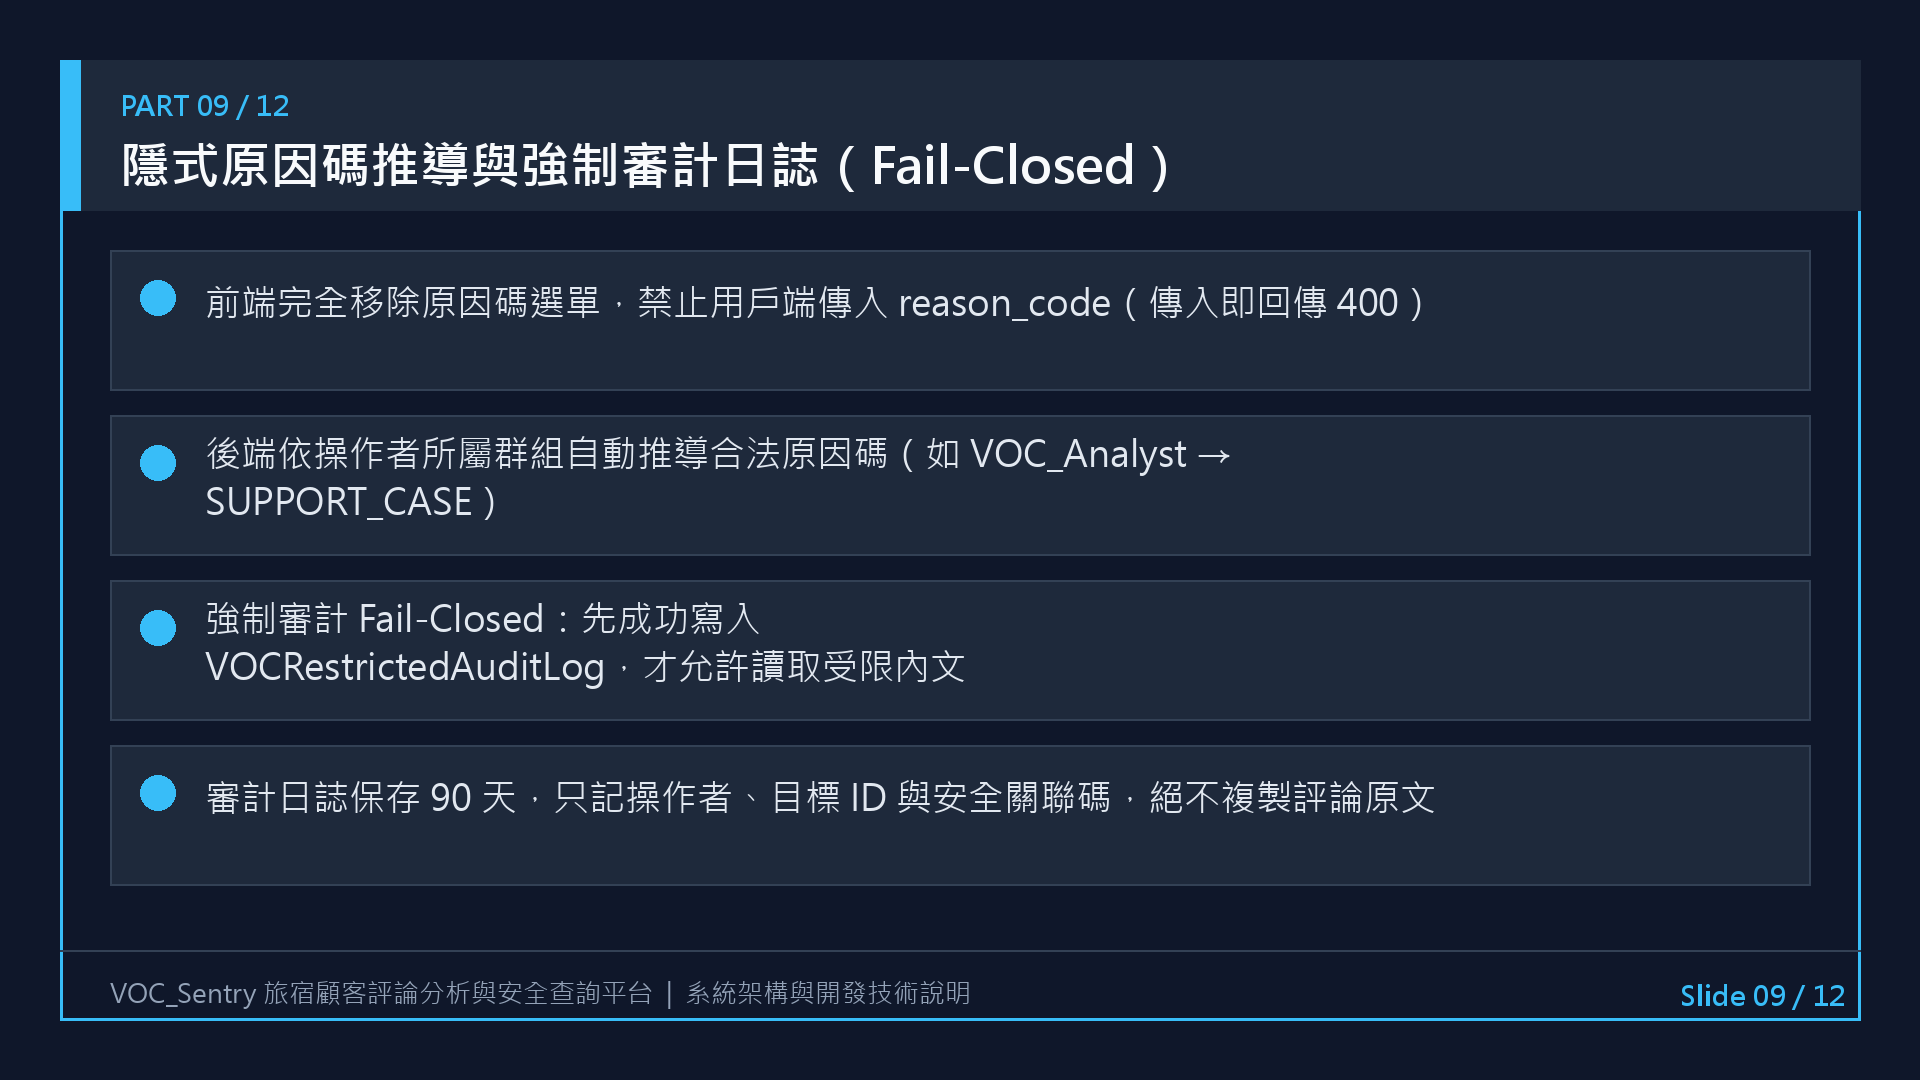 PART 09 / 12
隱式原因碼推導與強制審計日誌（Fail-Closed）
前端完全移除原因碼選單，禁止用戶端傳入 reason_code（傳入即回傳 400）
後端依操作者所屬群組自動推導合法原因碼（如 VOC_Analyst →
SUPPORT_CASE）
強制審計 Fail-Closed：先成功寫入
VOCRestrictedAuditLog，才允許讀取受限內文
審計日誌保存 90 天，只記操作者、目標 ID 與安全關聯碼，絕不複製評論原文
VOC_Sentry 旅宿顧客評論分析與安全查詢平台 | 系統架構與開發技術說明
Slide 09 / 12